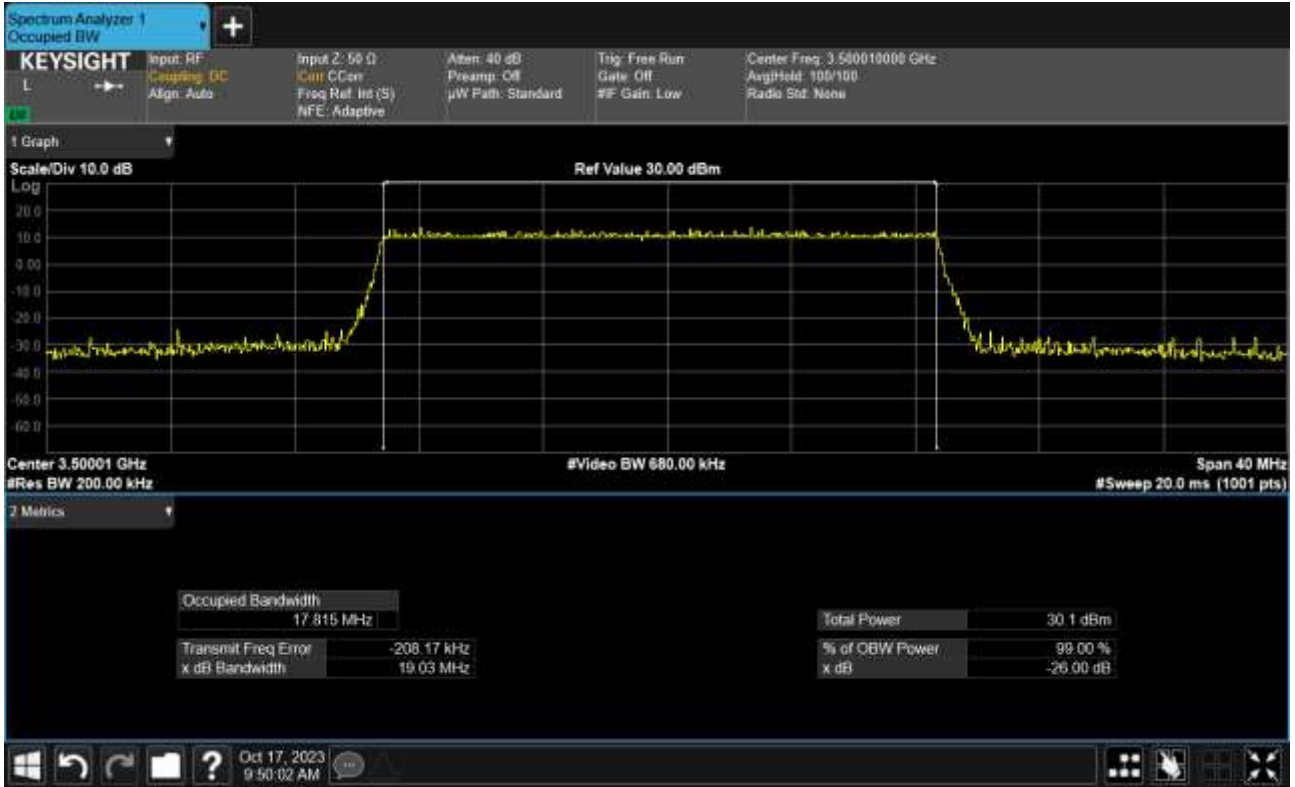 Spectrum Analyzer 1
Occupied BW
KEYSIGHT
L
Input: RF
Coupling: DC
Align: Auto
Input Z: 50 Ω
Corr CCorr
Freq Ref: Int (S)
NFE: Adaptive
Atten: 40 dB
Preamp: Off
µW Path: Standard
Trig: Free Run
Gate: Off
#IF Gain: Low
Center Freq: 3.500010000 GHz
Avg|Hold: 100/100
Radio Std: None
1 Graph
Scale/Div 10.0 dB
Ref Value 30.00 dBm
Log
20.0
10.0
0.00
-10.0
-20.0
-30.0
-40.0
-50.0
-60.0
Center 3.50001 GHz
#Video BW 680.00 kHz
Span 40 MHz
#Res BW 200.00 kHz
#Sweep 20.0 ms (1001 pts)
2 Metrics
Occupied Bandwidth
17.815 MHz
Total Power 30.1 dBm
Transmit Freq Error -208.17 kHz
% of OBW Power 99.00 %
x dB Bandwidth 19.03 MHz
x dB -26.00 dB
Oct 17, 2023
9:50:02 AM